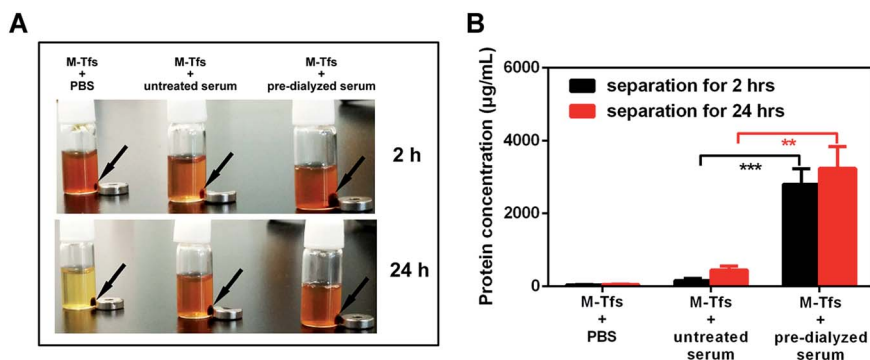 A
M-Tfs
+
PBS
M-Tfs
+
untreated serum
M-Tfs
+
pre-dialyzed serum
2 h
24 h
B
Protein concentration (μg/mL)
6000
4000
2000
0
separation for 2 hrs
separation for 24 hrs
***
**
M-Tfs
+
PBS
M-Tfs
+
untreated
serum
M-Tfs
+
pre-dialyzed
serum